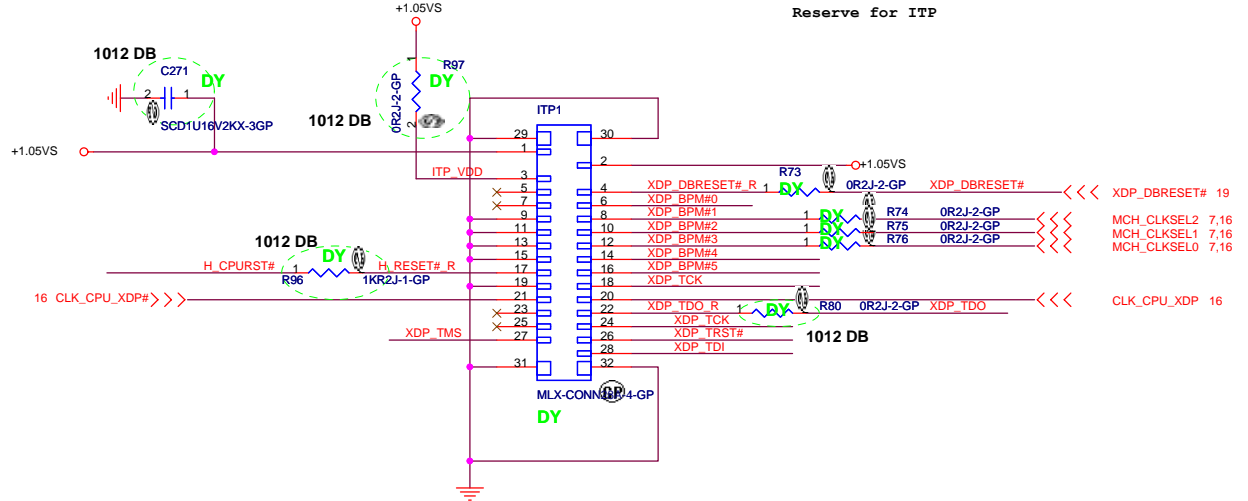 Reserve for ITP
+1.05VS
1012 DB
C271
DY
2
1
SCD1U16V2KX-3GP
1
R97
DY
0R2J-2-GP
2
1012 DB
+1.05VS
ITP1
29
30
1
2
+1.05VS
ITP_VDD
3
5
4
XDP_DBRESET#_R
R73
1
DY
0R2J-2-GP
XDP_DBRESET#
XDP_DBRESET# 19
7
6
XDP_BPM#0
9
8
XDP_BPM#1
1
DY
R74
0R2J-2-GP
MCH_CLKSEL2 7,16
11
10
XDP_BPM#2
1
DY
R75
0R2J-2-GP
MCH_CLKSEL1 7,16
13
12
XDP_BPM#3
1
DY
R76
0R2J-2-GP
MCH_CLKSEL0 7,16
1012 DB
DY
15
14
XDP_BPM#4
H_CPURST#
1
R96
1KR2J-1-GP
H_RESET#_R
17
16
XDP_BPM#5
19
18
XDP_TCK
16 CLK_CPU_XDP#
21
20
CLK_CPU_XDP 16
23
22
XDP_TDO_R
1
DY
R80
0R2J-2-GP
XDP_TDO
1012 DB
25
24
XDP_TCK
XDP_TMS
27
26
XDP_TRST#
28
XDP_TDI
31
32
DY